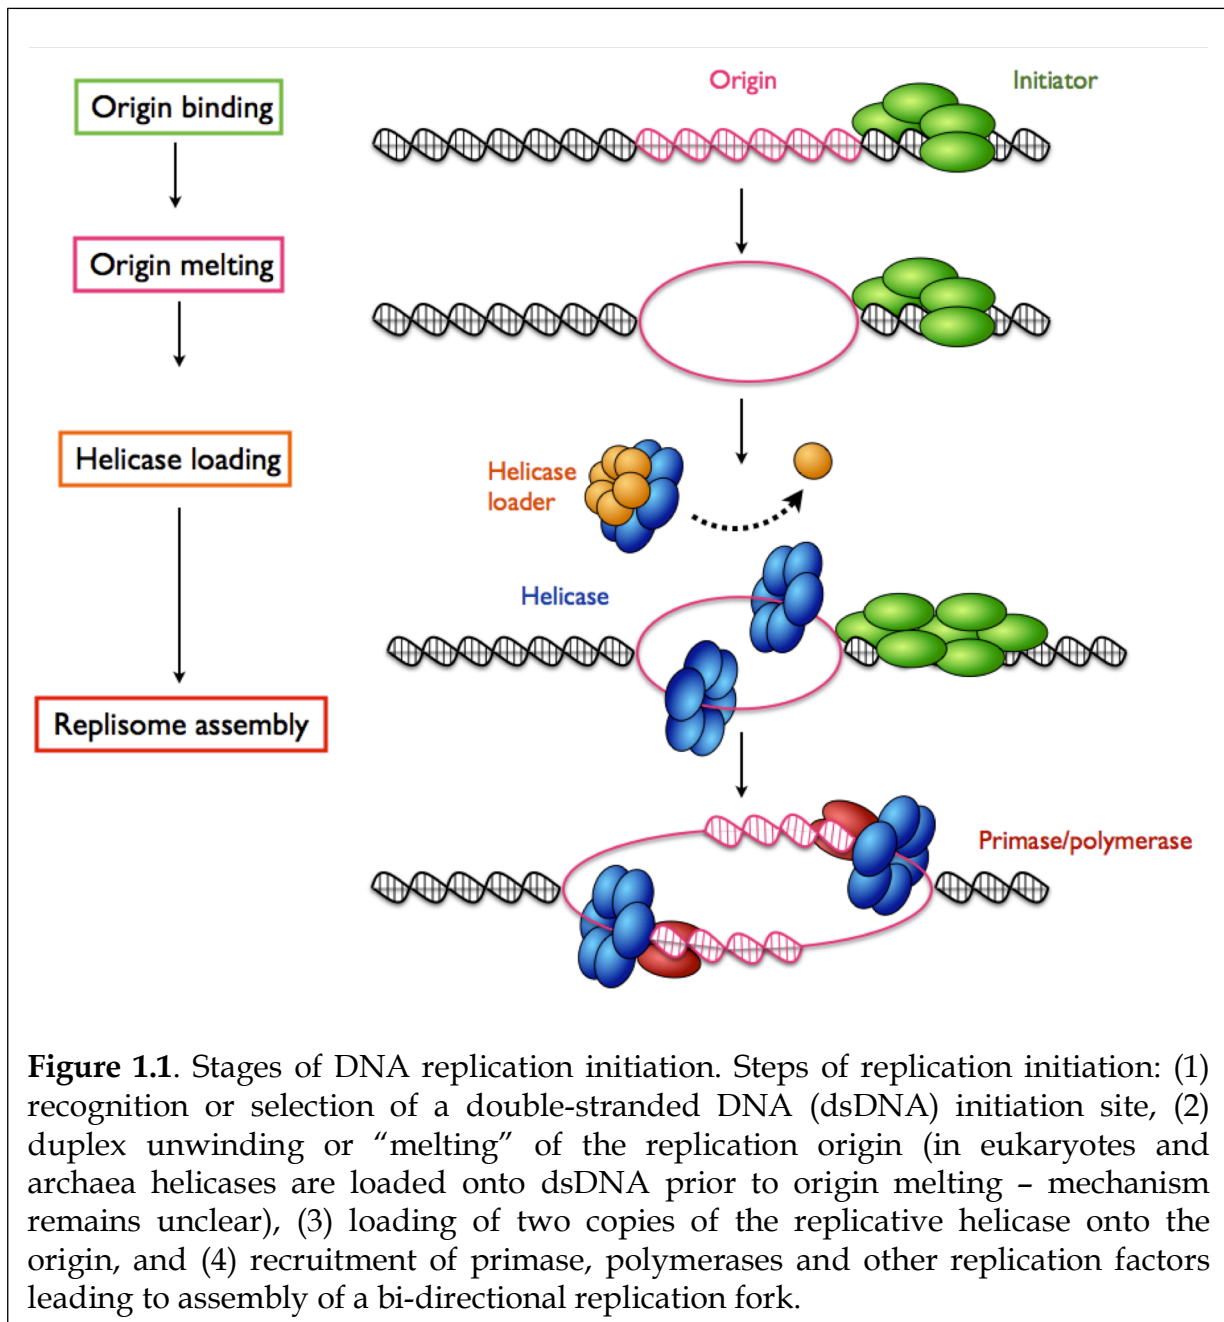 Origin
Initiator
Origin binding
Origin melting
Helicase loading
Helicase
loader
Helicase
Replisome assembly
Primase/polymerase
Figure 1.1. Stages of DNA replication initiation. Steps of replication initiation: (1)
recognition or selection of a double-stranded DNA (dsDNA) initiation site, (2)
duplex unwinding or “melting” of the replication origin (in eukaryotes and
archaea helicases are loaded onto dsDNA prior to origin melting – mechanism
remains unclear), (3) loading of two copies of the replicative helicase onto the
origin, and (4) recruitment of primase, polymerases and other replication factors
leading to assembly of a bi-directional replication fork.